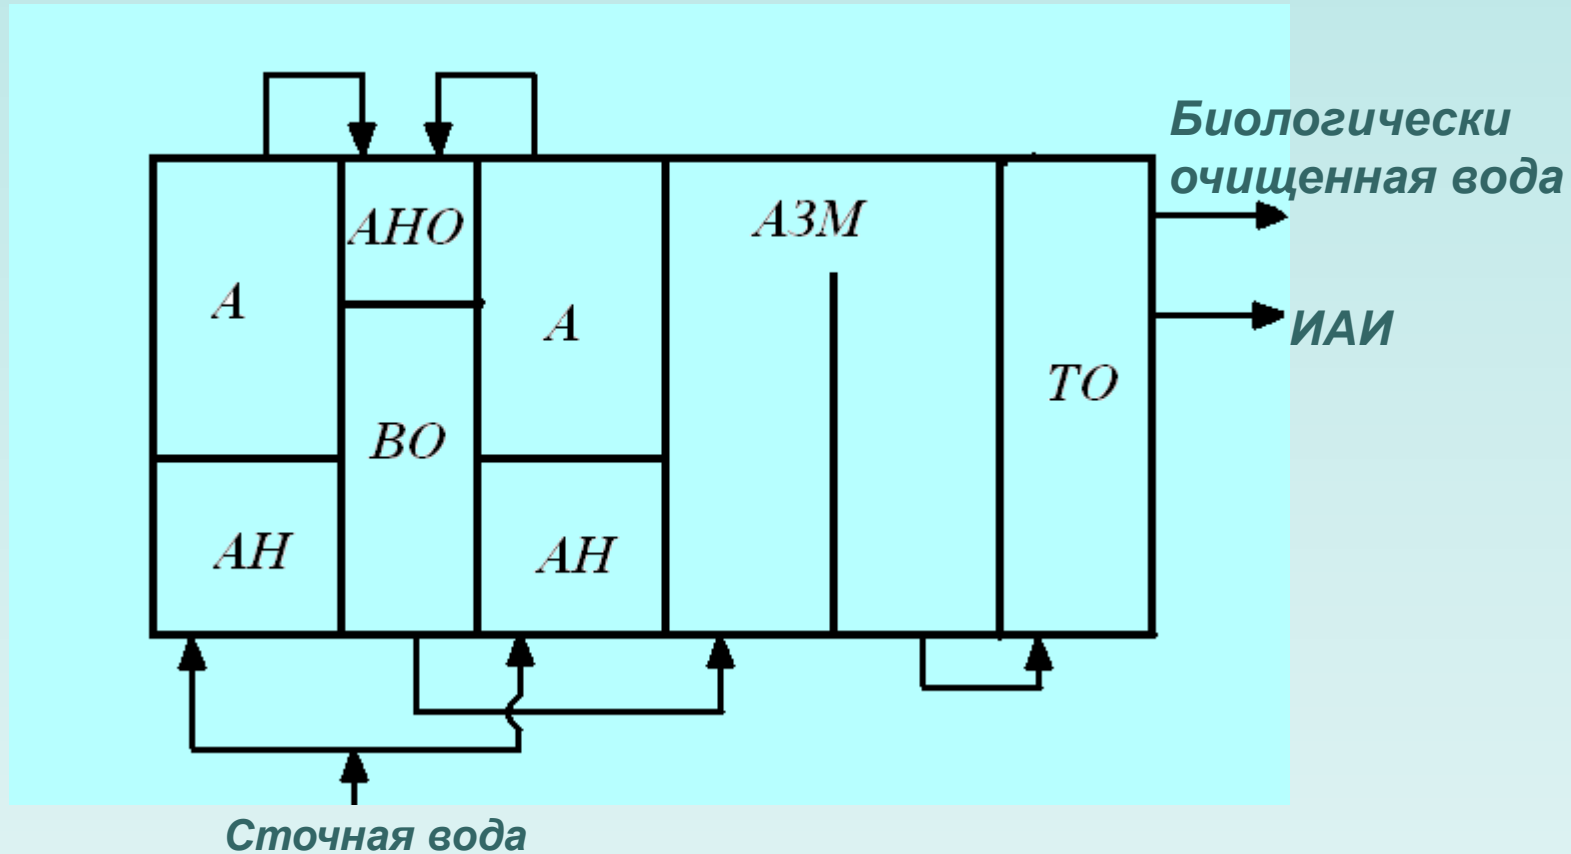 Биологически
очищенная вода
АНО
АЗМ
А
А
ИАИ
ТО
ВО
АН
АН
Сточная вода